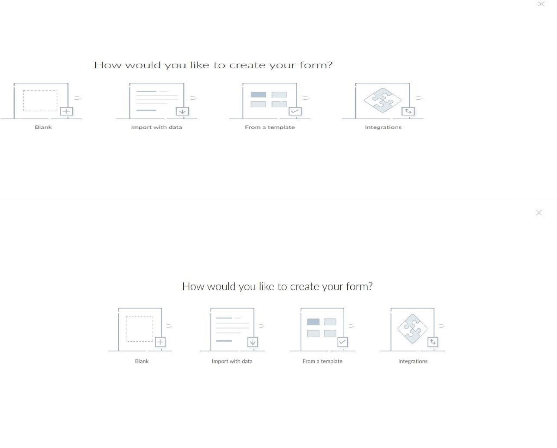 How would you like to create your form?
Blank Import with data From a template Integrations
How would you like to create your form?
Blank Import with data From a template Integrations